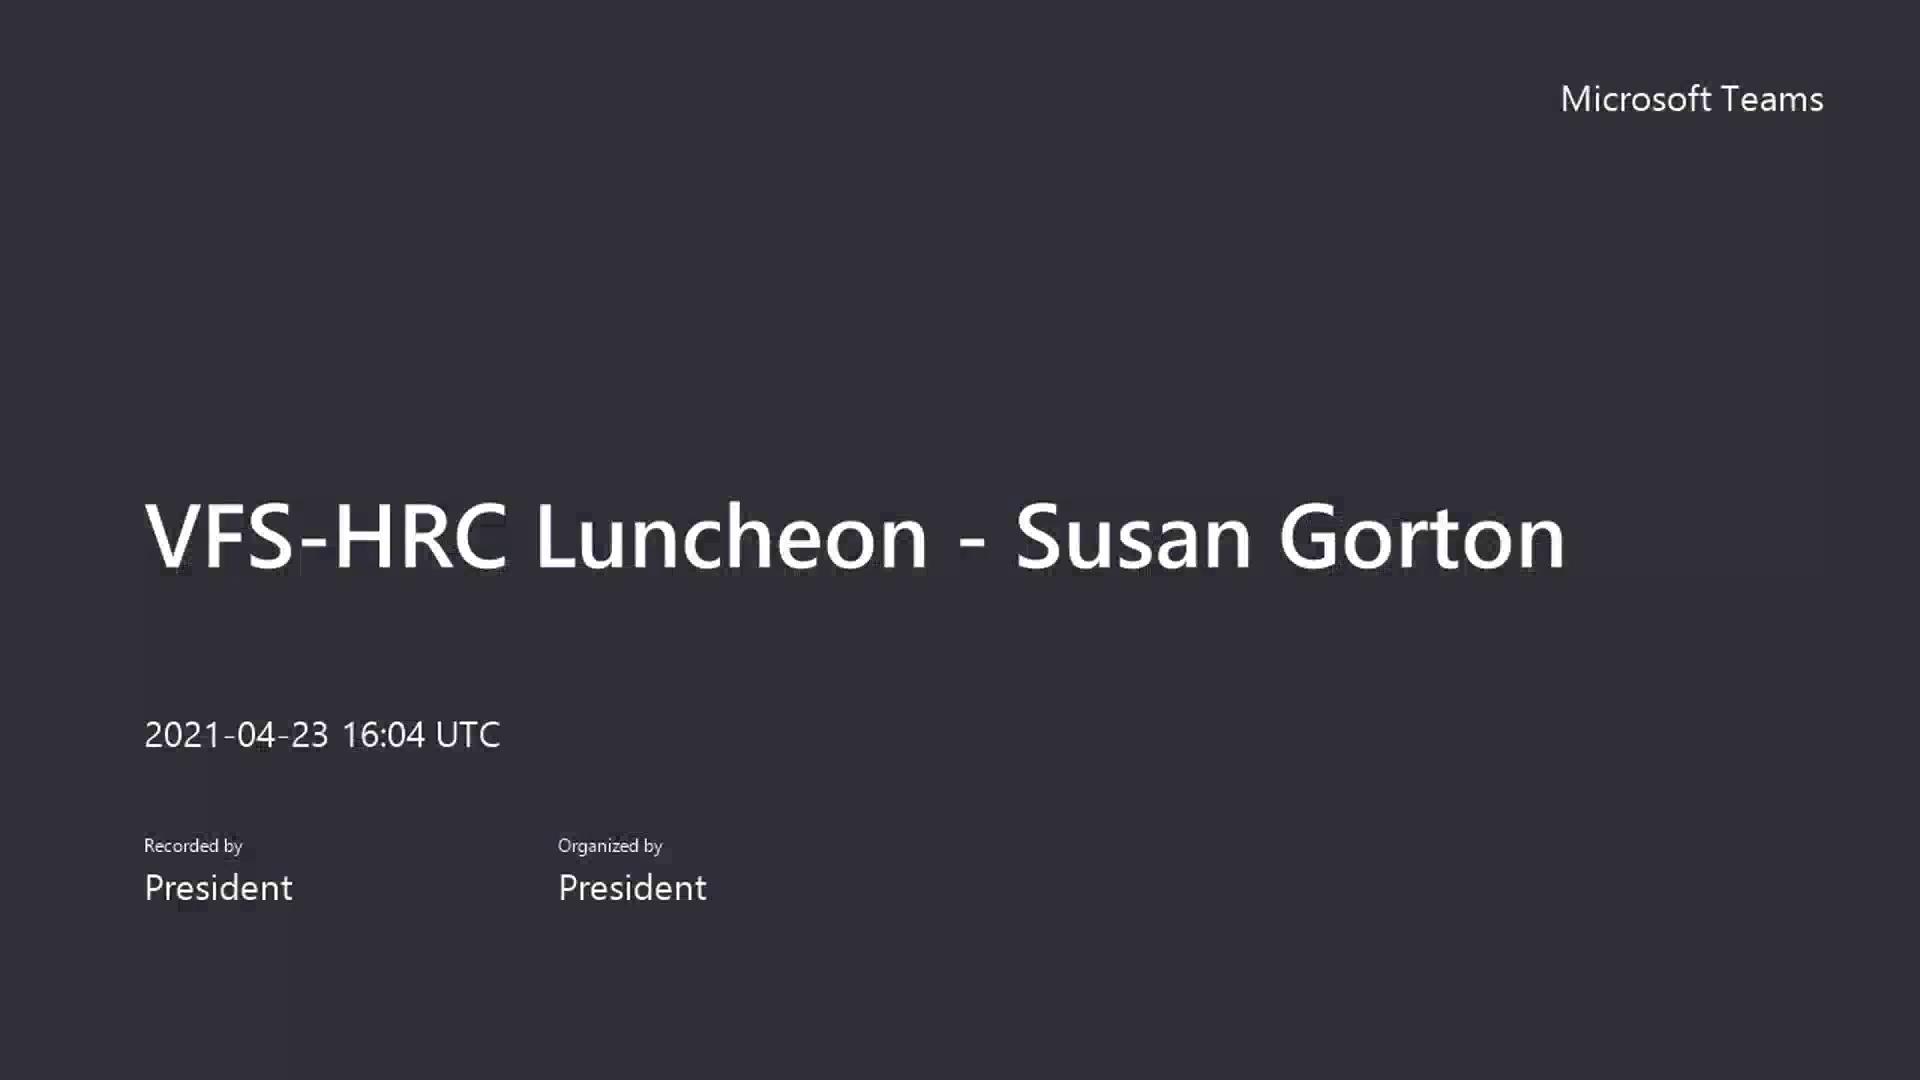 Microsoft Teams
VFS-HRC Luncheon - Susan Gorton
2021-04-23 16:04 UTC
Recorded by
President
Organized by
President